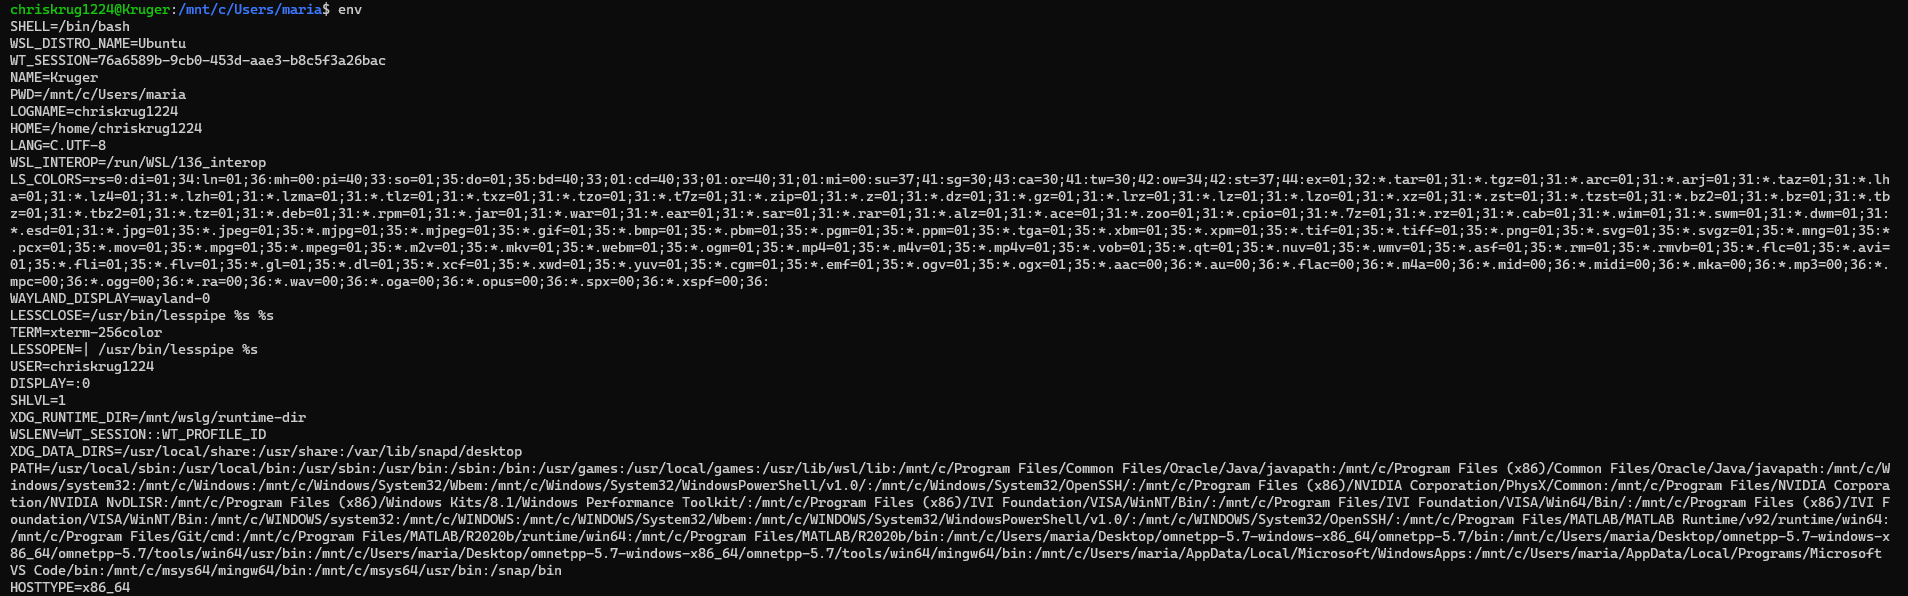 chriskrug1224@Kruger:/mnt/c/Users/maria$ env
SHELL=/bin/bash
WSL_DISTRO_NAME=Ubuntu
WT_SESSION=76a6589b-9cb0-453d-aae3-b8c5f3a26bac
NAME=Kruger
PWD=/mnt/c/Users/maria
LOGNAME=chriskrug1224
HOME=/home/chriskrug1224
LANG=C.UTF-8
WSL_INTEROP=/run/WSL/136_interop
LS_COLORS=rs=0:di=01;34:ln=01;36:mh=00:pi=40;33:so=01;35:do=01;35:bd=40;33;01:cd=40;33;01:or=40;31;01:mi=00:su=37;41:sg=30;43:ca=30;41:tw=30;42:ow=34;42:st=37;44:ex=01;32:*.tar=01;31:*.tgz=01;31:*.arc=01;31:*.arj=01;31:*.taz=01;31:*.lh
a=01;31:*.lz4=01;31:*.lzh=01;31:*.lzma=01;31:*.tlz=01;31:*.txz=01;31:*.tzo=01;31:*.t7z=01;31:*.zip=01;31:*.z=01;31:*.dz=01;31:*.gz=01;31:*.lrz=01;31:*.lz=01;31:*.lzo=01;31:*.xz=01;31:*.zst=01;31:*.tzst=01;31:*.bz2=01;31:*.bz=01;31:*.tb
z=01;31:*.tbz2=01;31:*.tz=01;31:*.deb=01;31:*.rpm=01;31:*.jar=01;31:*.war=01;31:*.ear=01;31:*.sar=01;31:*.rar=01;31:*.alz=01;31:*.ace=01;31:*.zoo=01;31:*.cpio=01;31:*.7z=01;31:*.rz=01;31:*.cab=01;31:*.wim=01;31:*.swm=01;31:*.dwm=01;31:
*.esd=01;31:*.jpg=01;35:*.jpeg=01;35:*.mjpg=01;35:*.mjpeg=01;35:*.gif=01;35:*.bmp=01;35:*.pbm=01;35:*.pgm=01;35:*.ppm=01;35:*.tga=01;35:*.xbm=01;35:*.xpm=01;35:*.tif=01;35:*.tiff=01;35:*.png=01;35:*.svg=01;35:*.svgz=01;35:*.mng=01;35:*
.pcx=01;35:*.mov=01;35:*.mpg=01;35:*.mpeg=01;35:*.m2v=01;35:*.mkv=01;35:*.webm=01;35:*.ogm=01;35:*.mp4=01;35:*.m4v=01;35:*.mp4v=01;35:*.vob=01;35:*.qt=01;35:*.nuv=01;35:*.wmv=01;35:*.asf=01;35:*.rm=01;35:*.rmvb=01;35:*.flc=01;35:*.avi=
01;35:*.fli=01;35:*.flv=01;35:*.gl=01;35:*.dl=01;35:*.xcf=01;35:*.xwd=01;35:*.yuv=01;35:*.cgm=01;35:*.emf=01;35:*.ogv=01;35:*.ogx=01;35:*.aac=00;36:*.au=00;36:*.flac=00;36:*.m4a=00;36:*.mid=00;36:*.midi=00;36:*.mka=00;36:*.mp3=00;36:*.
mpc=00;36:*.ogg=00;36:*.ra=00;36:*.wav=00;36:*.oga=00;36:*.opus=00;36:*.spx=00;36:*.xspf=00;36:
WAYLAND_DISPLAY=wayland-0
LESSCLOSE=/usr/bin/lesspipe %s %s
TERM=xterm-256color
LESSOPEN=| /usr/bin/lesspipe %s
USER=chriskrug1224
DISPLAY=:0
SHLVL=1
XDG_RUNTIME_DIR=/mnt/wslg/runtime-dir
WSLENV=WT_SESSION::WT_PROFILE_ID
XDG_DATA_DIRS=/usr/local/share:/usr/share:/var/lib/snapd/desktop
PATH=/usr/local/sbin:/usr/local/bin:/usr/sbin:/usr/bin:/sbin:/bin:/usr/games:/usr/local/games:/usr/lib/wsl/lib:/mnt/c/Program Files/Common Files/Oracle/Java/javapath:/mnt/c/Program Files (x86)/Common Files/Oracle/Java/javapath:/mnt/c/W
indows/system32:/mnt/c/Windows:/mnt/c/Windows/System32/Wbem:/mnt/c/Windows/System32/WindowsPowerShell/v1.0/:/mnt/c/Windows/System32/OpenSSH/:/mnt/c/Program Files (x86)/NVIDIA Corporation/PhysX/Common:/mnt/c/Program Files/NVIDIA Corpora
tion/NVIDIA NvDLISR:/mnt/c/Program Files (x86)/Windows Kits/8.1/Windows Performance Toolkit/:/mnt/c/Program Files (x86)/IVI Foundation/VISA/WinNT/Bin/:/mnt/c/Program Files/IVI Foundation/VISA/Win64/Bin/:/mnt/c/Program Files (x86)/IVI F
oundation/VISA/WinNT/Bin:/mnt/c/WINDOWS/system32:/mnt/c/WINDOWS:/mnt/c/WINDOWS/System32/Wbem:/mnt/c/WINDOWS/System32/WindowsPowerShell/v1.0/:/mnt/c/WINDOWS/System32/OpenSSH/:/mnt/c/Program Files/MATLAB/MATLAB Runtime/v92/runtime/win64:
/mnt/c/Program Files/Git/cmd:/mnt/c/Program Files/MATLAB/R2020b/runtime/win64:/mnt/c/Program Files/MATLAB/R2020b/bin:/mnt/c/Users/maria/Desktop/omnetpp-5.7-windows-x86_64/omnetpp-5.7/bin:/mnt/c/Users/maria/Desktop/omnetpp-5.7-windows-x
86_64/omnetpp-5.7/tools/win64/usr/bin:/mnt/c/Users/maria/Desktop/omnetpp-5.7-windows-x86_64/omnetpp-5.7/tools/win64/mingw64/bin:/mnt/c/Users/maria/AppData/Local/Microsoft/WindowsApps:/mnt/c/Users/maria/AppData/Local/Programs/Microsoft
VS Code/bin:/mnt/c/msys64/mingw64/bin:/mnt/c/msys64/usr/bin:/snap/bin
HOSTTYPE=x86_64